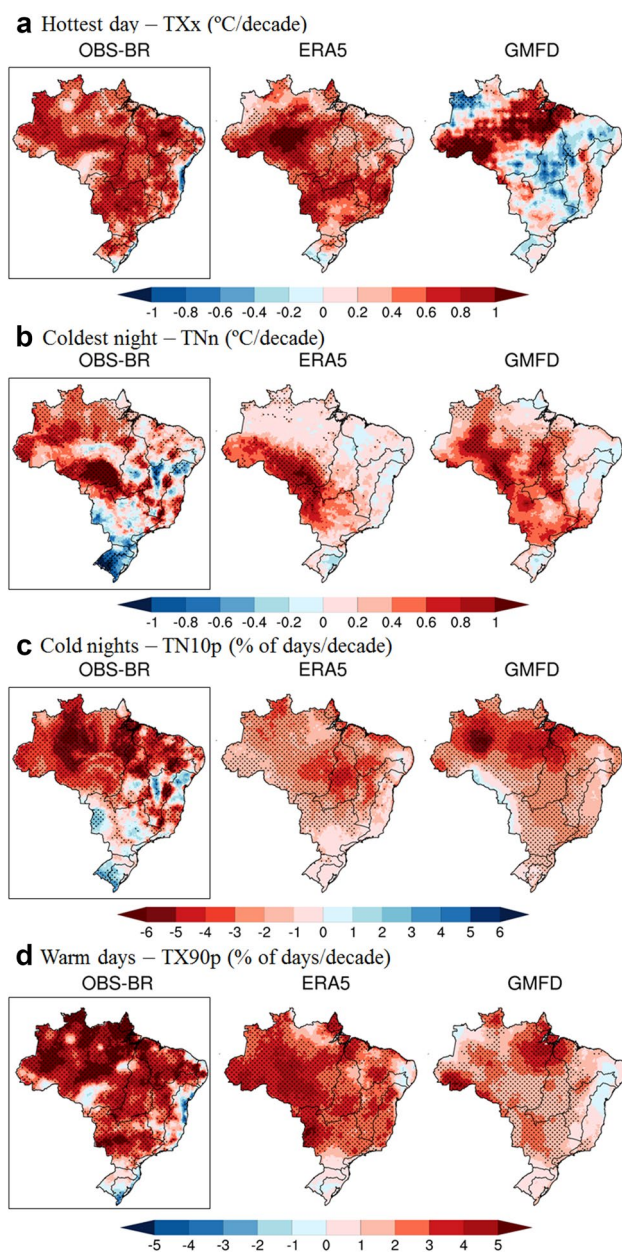 a Hottest day – TXx (ºC/decade)
OBS-BR ERA5 GMFD
-1 -0.8 -0.6 -0.4 -0.2 0 0.2 0.4 0.6 0.8 1
b Coldest night – TNn (ºC/decade)
OBS-BR ERA5 GMFD
-1 -0.8 -0.6 -0.4 -0.2 0 0.2 0.4 0.6 0.8 1
c Cold nights – TN10p (% of days/decade)
OBS-BR ERA5 GMFD
-6 -5 -4 -3 -2 -1 0 1 2 3 4 5 6
d Warm days – TX90p (% of days/decade)
OBS-BR ERA5 GMFD
-5 -4 -3 -2 -1 0 1 2 3 4 5